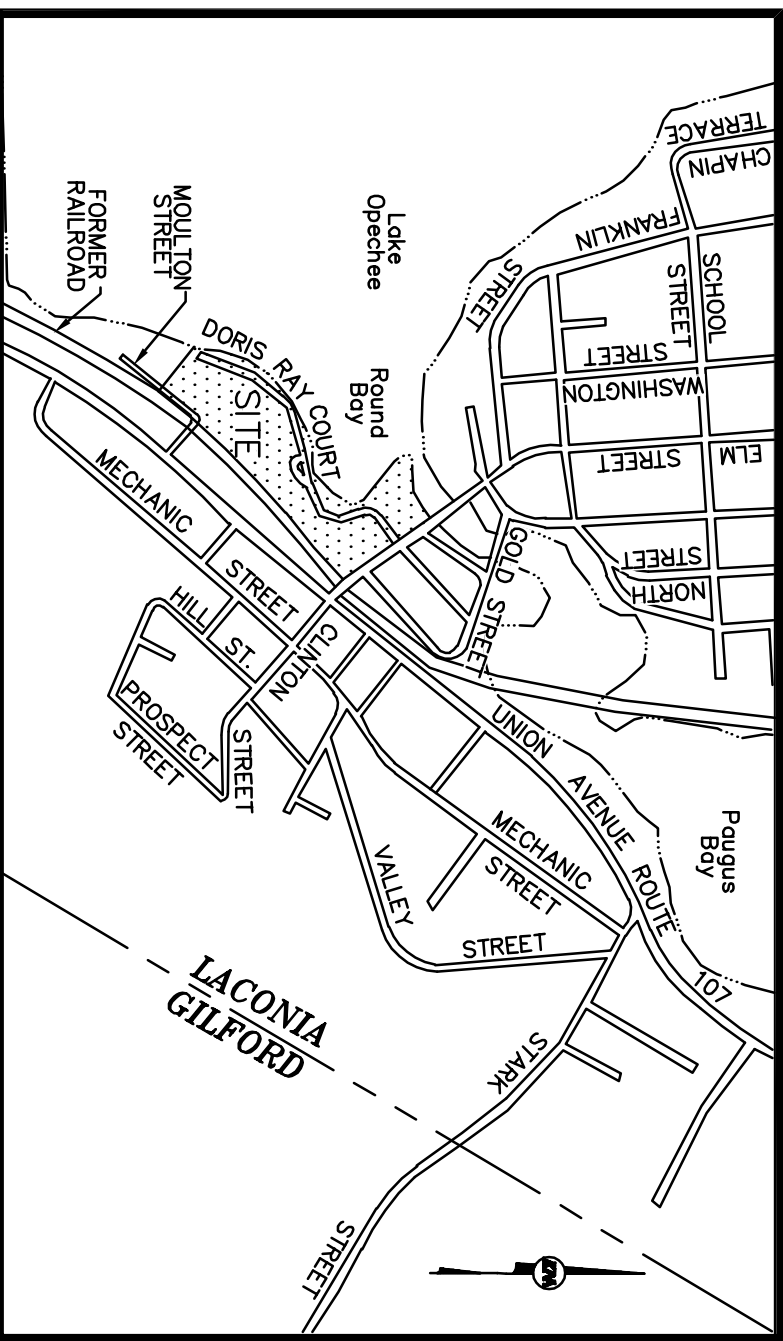 TERRACE
CHAPIN
FRANKLIN
STREET
SCHOOL
STREET
STREET
WASHINGTON
ELM
STREET
STREET
NORTH
Lake
Opechee
Round
Bay
MOULTON
STREET
FORMER
RAILROAD
DORIS RAY COURT
SITE
GOLD STREET
MECHANIC
STREET
HILL
ST.
CLINTON
STREET
PROSPECT
STREET
UNION AVENUE ROUTE 107
Paugus
Bay
MECHANIC
STREET
VALLEY
STREET
STARK
STREET
LACONIA
GILFORD